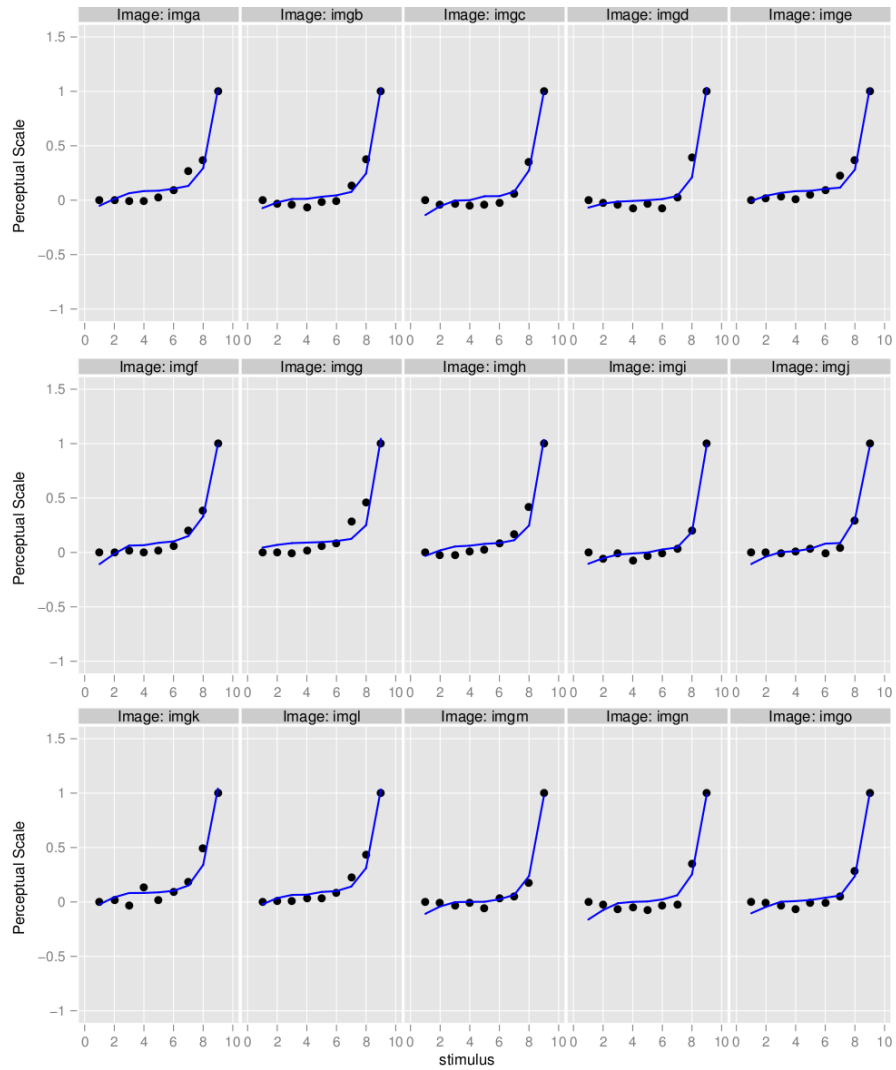 Image: imga Image: imgb Image: imgc Image: imgd Image: imge
1.5
1
0.5
0
−0.5
−1
Perceptual Scale
0 2 4 6 8 10 0 2 4 6 8 10 0 2 4 6 8 10 0 2 4 6 8 10 0 2 4 6 8 10
Image: imgf Image: imgg Image: imgh Image: imgi Image: imgj
1.5
1
0.5
0
−0.5
−1
Perceptual Scale
0 2 4 6 8 10 0 2 4 6 8 10 0 2 4 6 8 10 0 2 4 6 8 10 0 2 4 6 8 10
Image: imgk Image: imgl Image: imgm Image: imgn Image: imgo
1.5
1
0.5
0
−0.5
−1
Perceptual Scale
0 2 4 6 8 10 0 2 4 6 8 10 0 2 4 6 8 10 0 2 4 6 8 10 0 2 4 6 8 10
stimulus